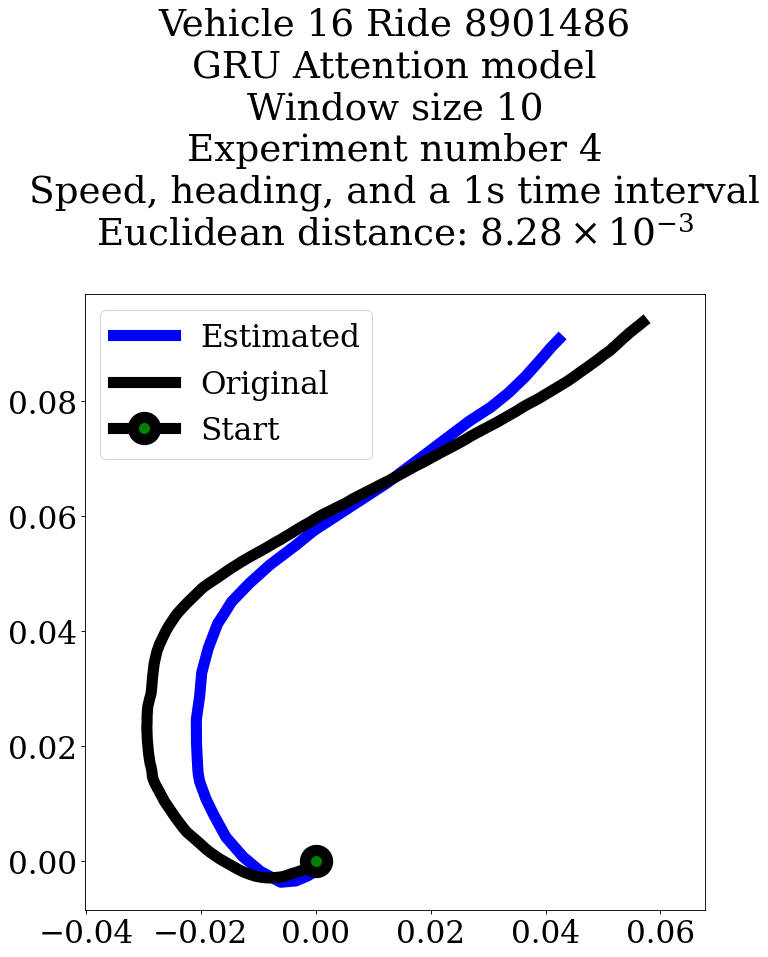 Vehicle 16 Ride 8901486
GRU Attention model
Window size 10
Experiment number 4
Speed, heading, and a 1s time interval
Euclidean distance: 8.28 × 10⁻³
Estimated
Original
Start
0.08
0.06
0.04
0.02
0.00
−0.04 −0.02 0.00 0.02 0.04 0.06